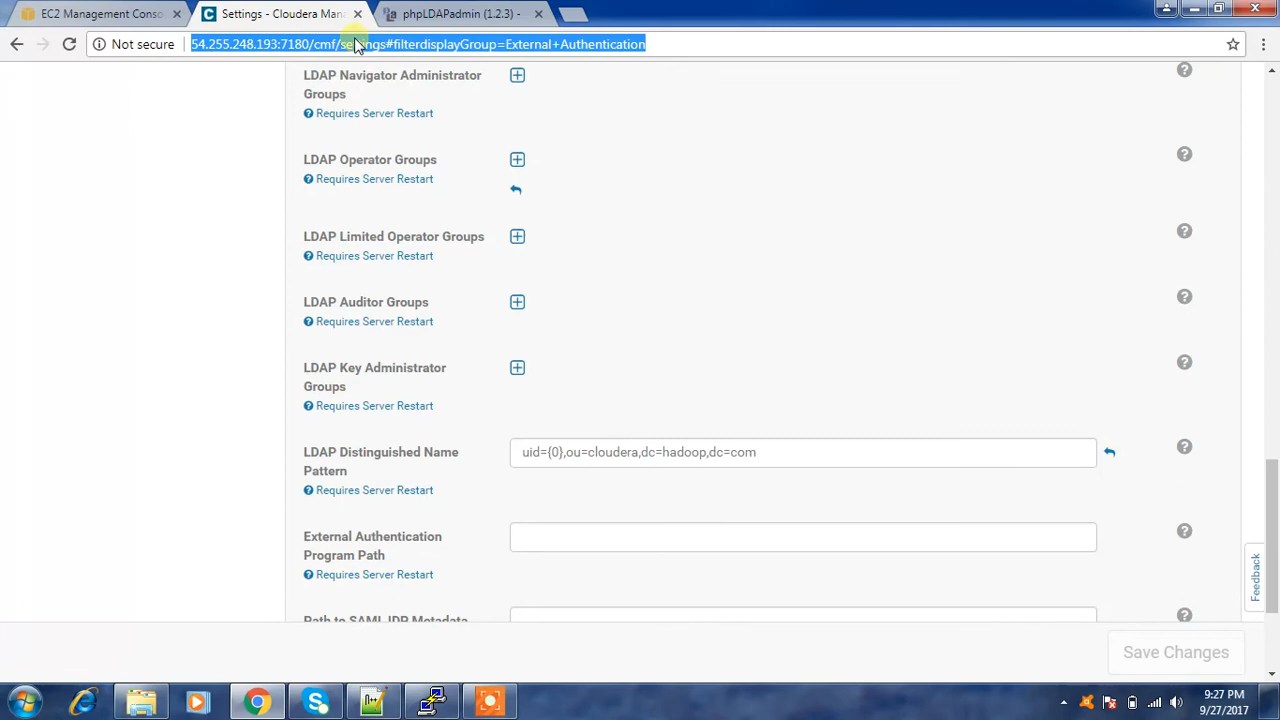 EC2 Management Conso
Settings - Cloudera Man
phpLDAPadmin (1.2.3) -
Not secure
54.255.248.193:7180/cmf/settings#filterdisplayGroup=External+Authentication
LDAP Navigator Administrator
Groups
Requires Server Restart
LDAP Operator Groups
Requires Server Restart
LDAP Limited Operator Groups
Requires Server Restart
LDAP Auditor Groups
Requires Server Restart
LDAP Key Administrator
Groups
Requires Server Restart
LDAP Distinguished Name
Pattern
uid={0},ou=cloudera,dc=hadoop,dc=com
Requires Server Restart
External Authentication
Program Path
Requires Server Restart
Path to SAML IDP Metadata
Feedback
Save Changes
9:27 PM
9/27/2017